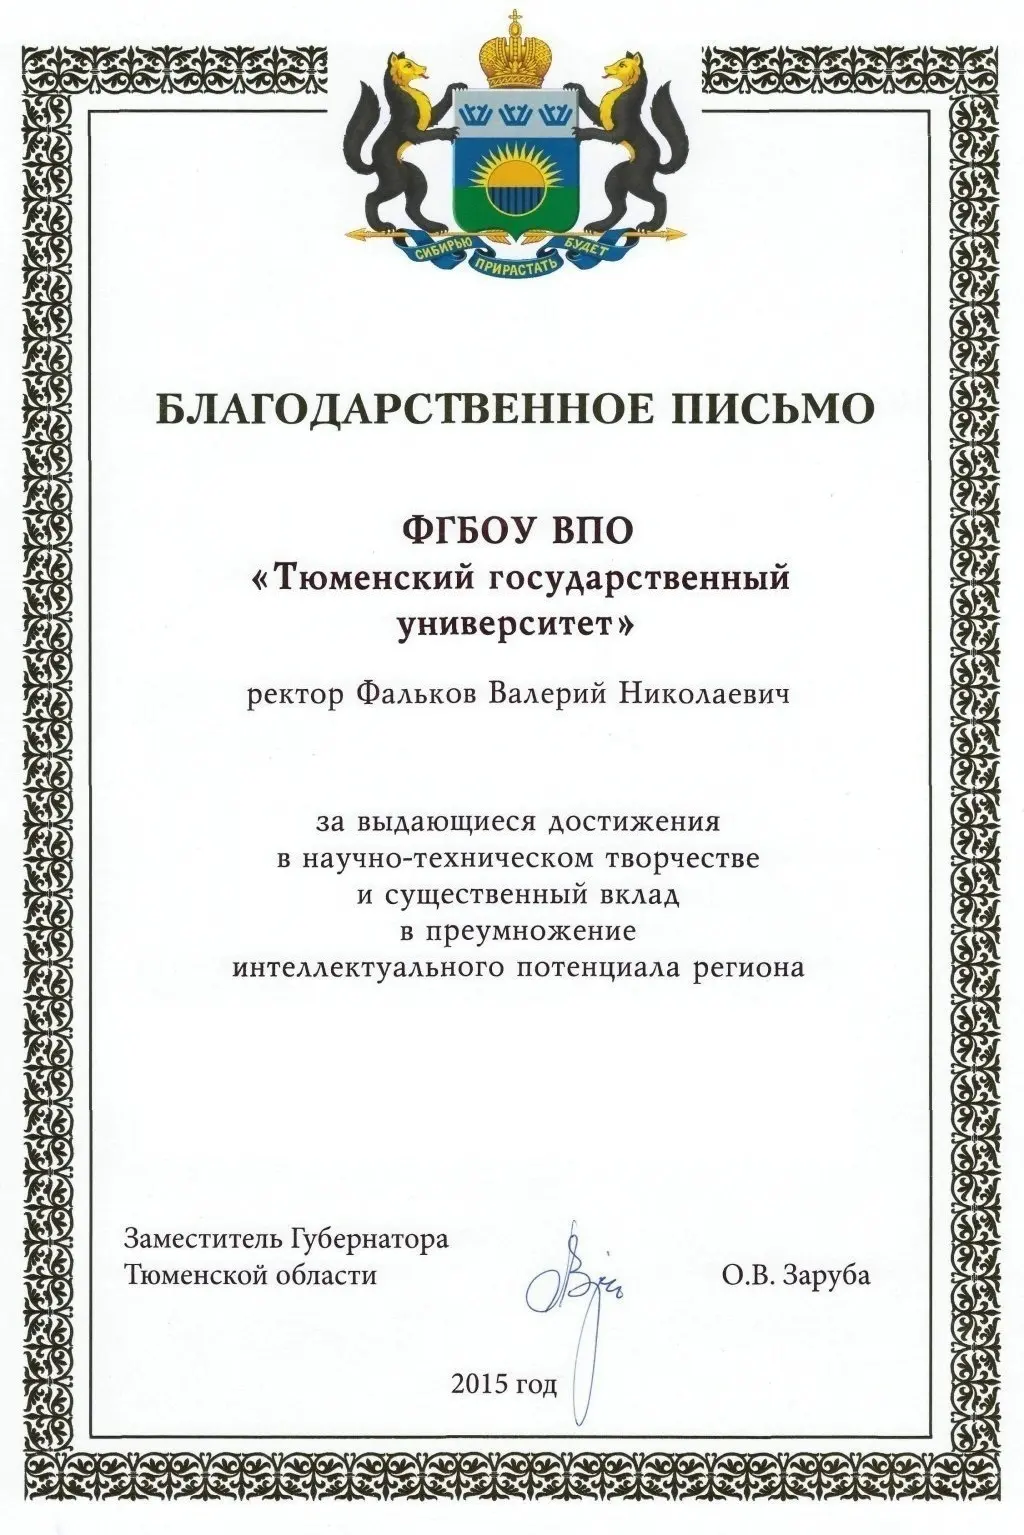 СИБИРЬЮ
ПРИРАСТАТЬ
БУДЕТ
БЛАГОДАРСТВЕННОЕ ПИСЬМО
ФГБОУ ВПО
«Тюменский государственный
университет»
ректор Фальков Валерий Николаевич
за выдающиеся достижения
в научно-техническом творчестве
и существенный вклад
в преумножение
интеллектуального потенциала региона
Заместитель Губернатора
Тюменской области
О.В. Заруба
2015 год